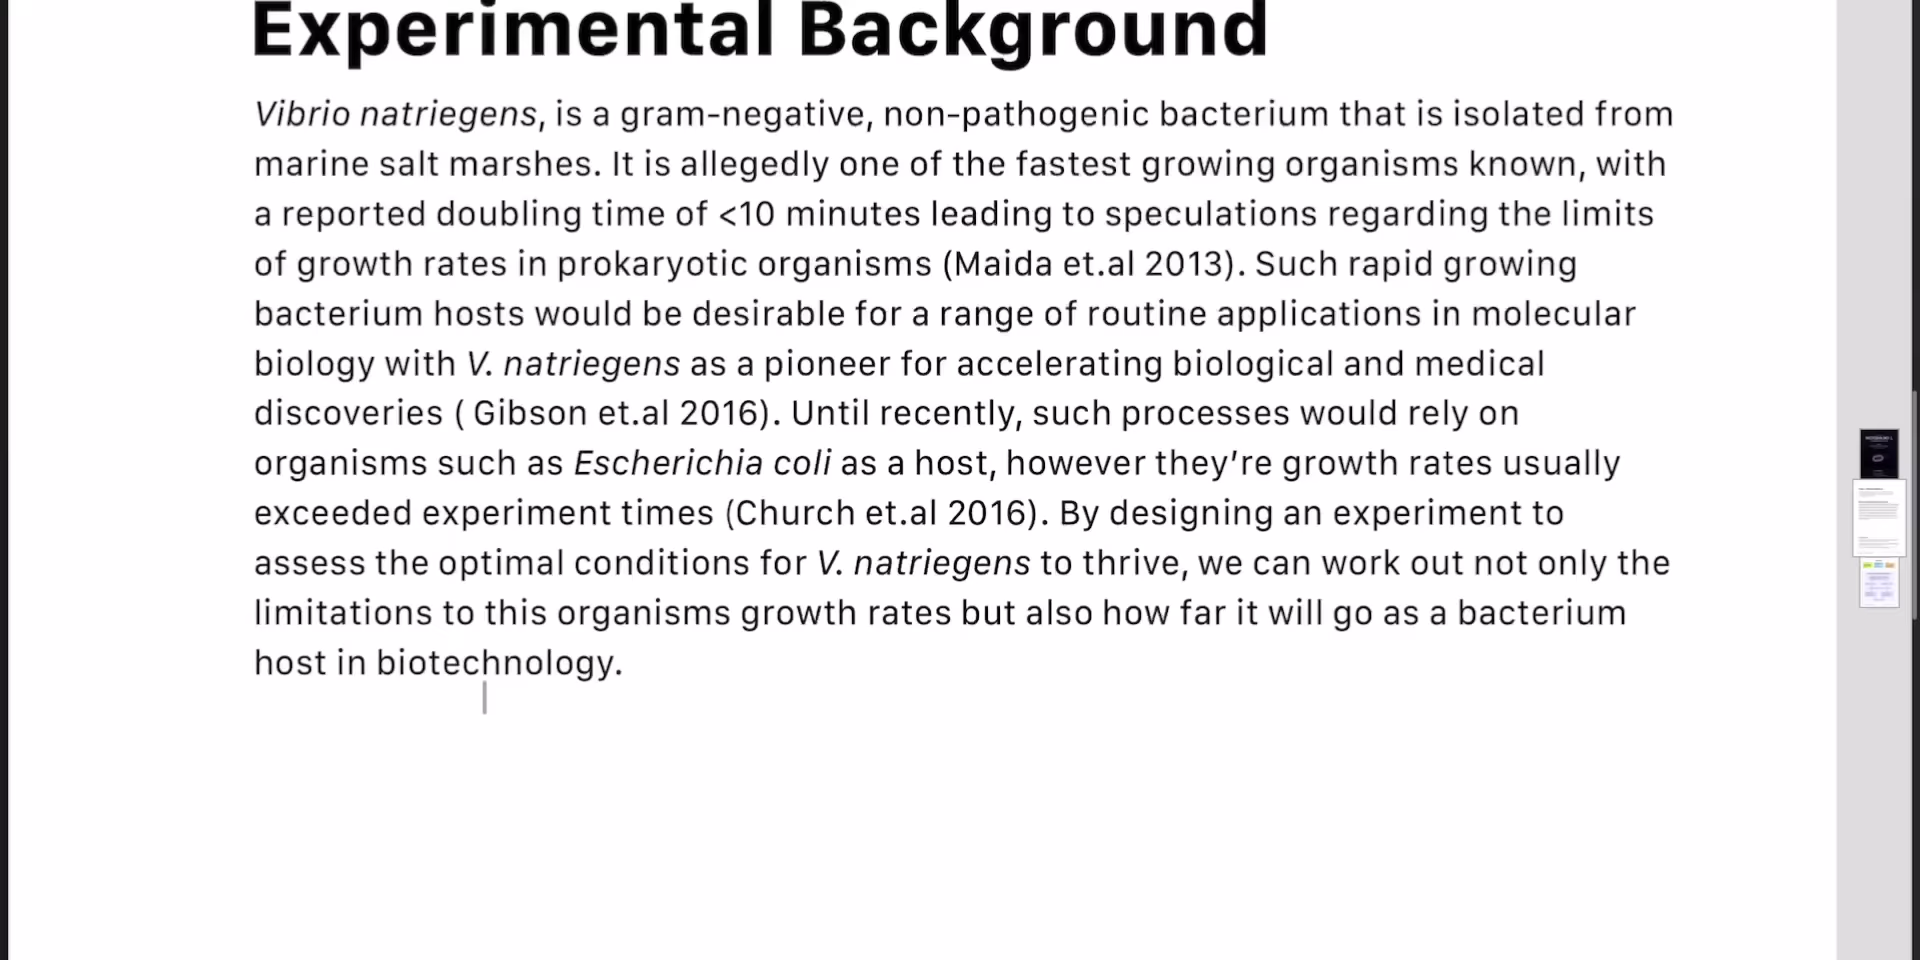 Experimental Background
Vibrio natriegens, is a gram-negative, non-pathogenic bacterium that is isolated from
marine salt marshes. It is allegedly one of the fastest growing organisms known, with
a reported doubling time of <10 minutes leading to speculations regarding the limits
of growth rates in prokaryotic organisms (Maida et.al 2013). Such rapid growing
bacterium hosts would be desirable for a range of routine applications in molecular
biology with V. natriegens as a pioneer for accelerating biological and medical
discoveries ( Gibson et.al 2016). Until recently, such processes would rely on
organisms such as Escherichia coli as a host, however they’re growth rates usually
exceeded experiment times (Church et.al 2016). By designing an experiment to
assess the optimal conditions for V. natriegens to thrive, we can work out not only the
limitations to this organisms growth rates but also how far it will go as a bacterium
host in biotechnology.